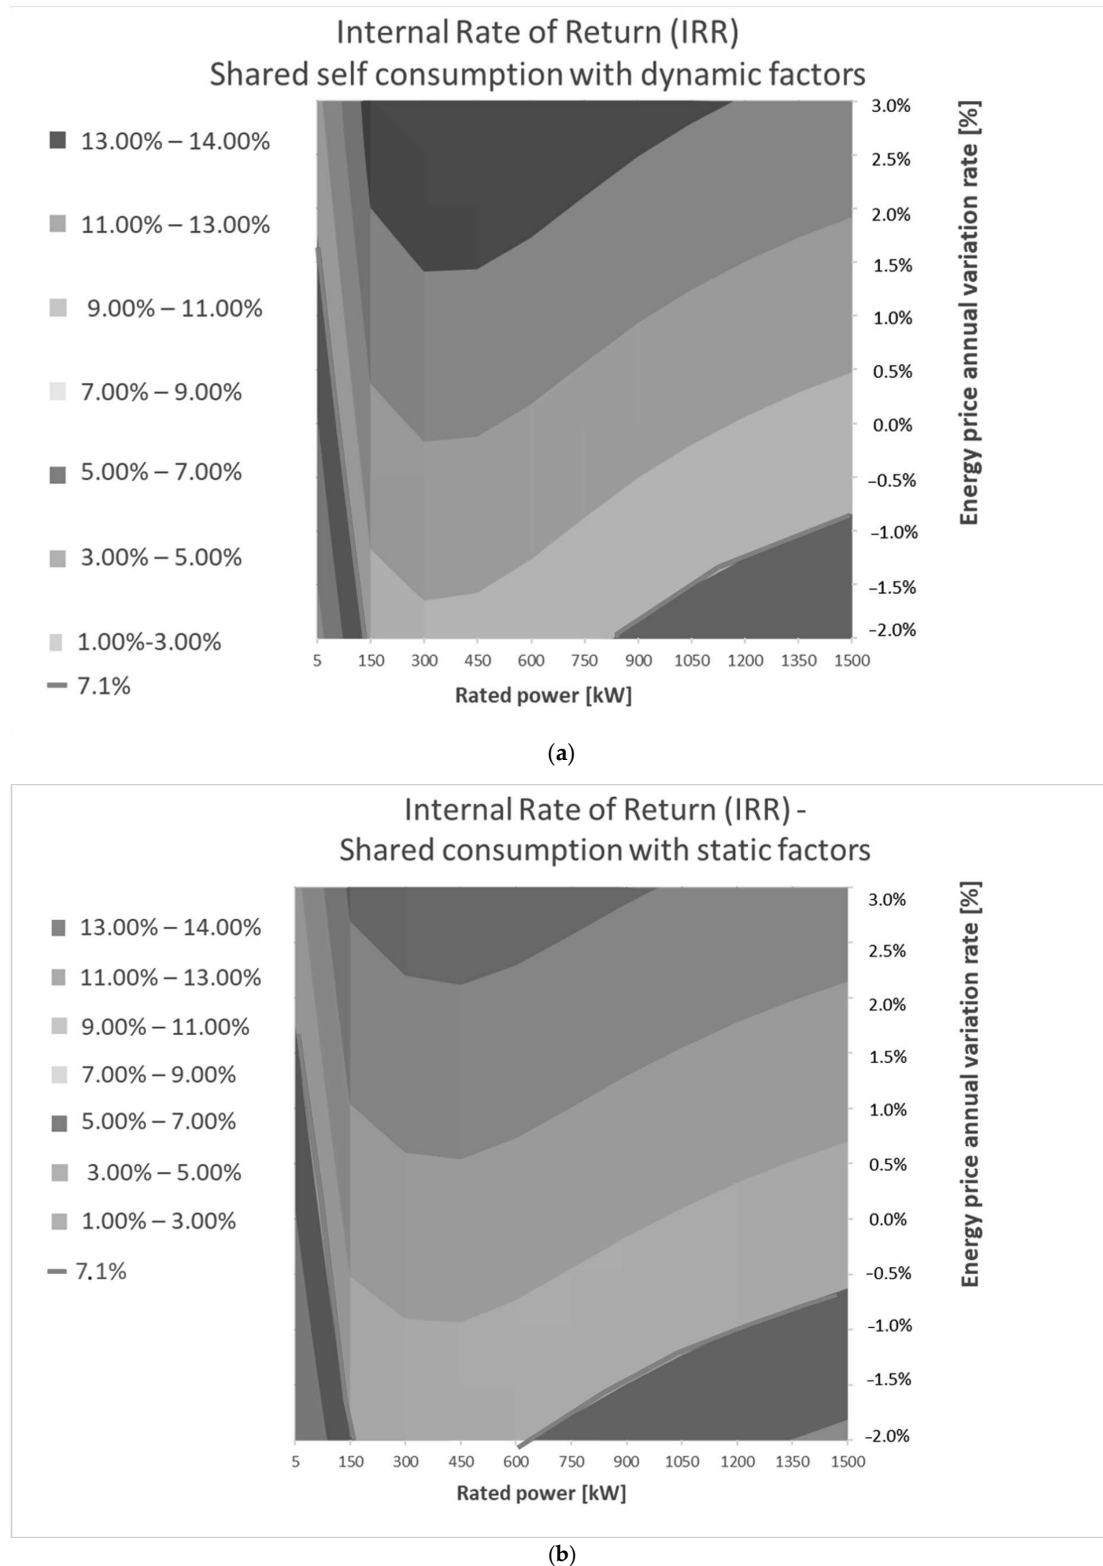 Internal Rate of Return (IRR)
Shared self consumption with dynamic factors
13.00% – 14.00%
11.00% – 13.00%
9.00% – 11.00%
7.00% – 9.00%
5.00% – 7.00%
3.00% – 5.00%
1.00%-3.00%
7.1%
3.0%
2.5%
2.0%
1.5%
1.0%
0.5%
0.0%
–0.5%
–1.0%
–1.5%
–2.0%
Energy price annual variation rate [%]
5 150 300 450 600 750 900 1050 1200 1350 1500
Rated power [kW]
(a)
Internal Rate of Return (IRR) -
Shared consumption with static factors
13.00% – 14.00%
11.00% – 13.00%
9.00% – 11.00%
7.00% – 9.00%
5.00% – 7.00%
3.00% – 5.00%
1.00% – 3.00%
7.1%
3.0%
2.5%
2.0%
1.5%
1.0%
0.5%
0.0%
–0.5%
–1.0%
–1.5%
–2.0%
Energy price annual variation rate [%]
5 150 300 450 600 750 900 1050 1200 1350 1500
Rated power [kW]
(b)